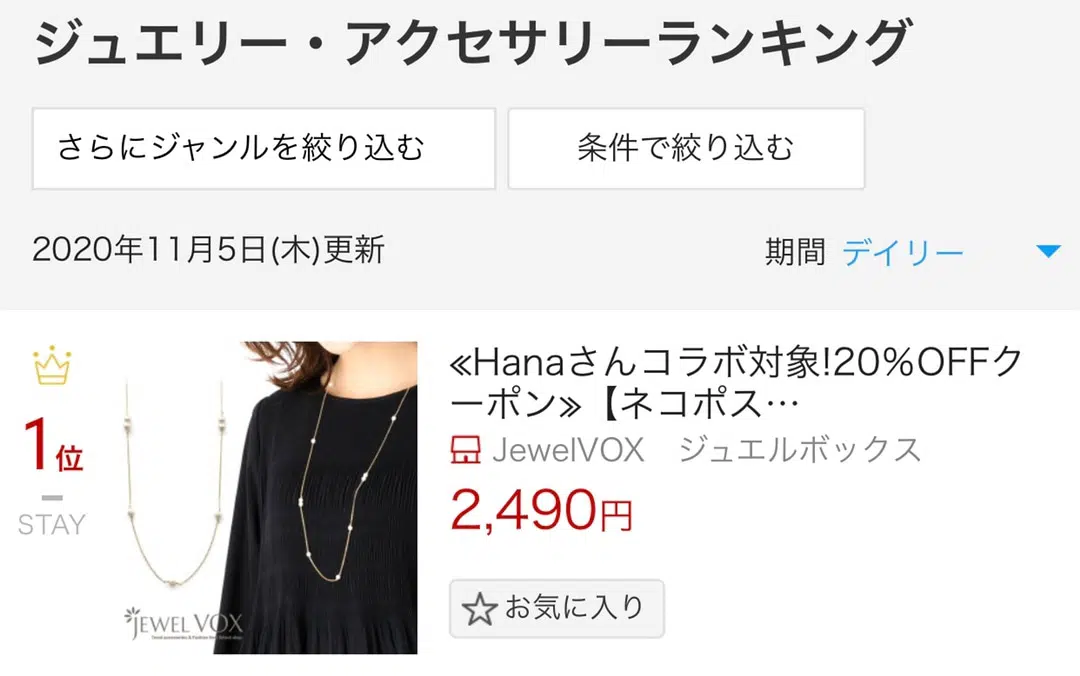 ジュエリー・アクセサリーランキング
さらにジャンルを絞り込む
条件で絞り込む
2020年11月5日(木)更新
期間 デイリー
1位
STAY
≪Hanaさんコラボ対象!20%OFFク
ーポン≫【ネコポス…
JewelVOX　ジュエルボックス
2,490円
お気に入り
JEWEL VOX